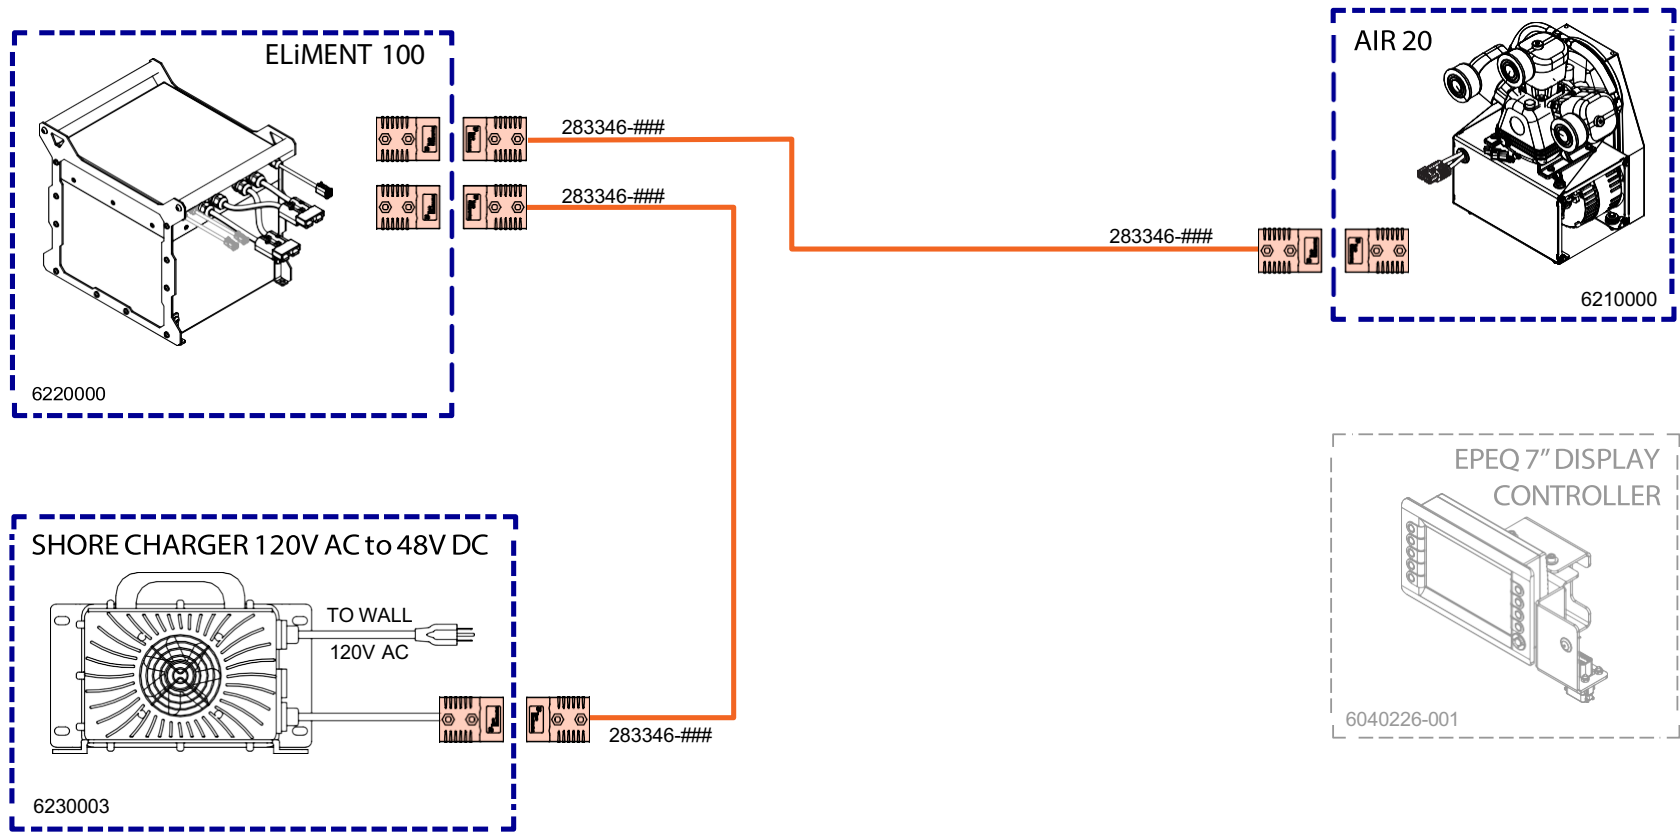 ELiMENT 100
283346-###
283346-###
6220000
AIR 20
283346-###
6210000
EPEQ 7” DISPLAY
CONTROLLER
6040226-001
SHORE CHARGER 120V AC to 48V DC
TO WALL
120V AC
283346-###
6230003